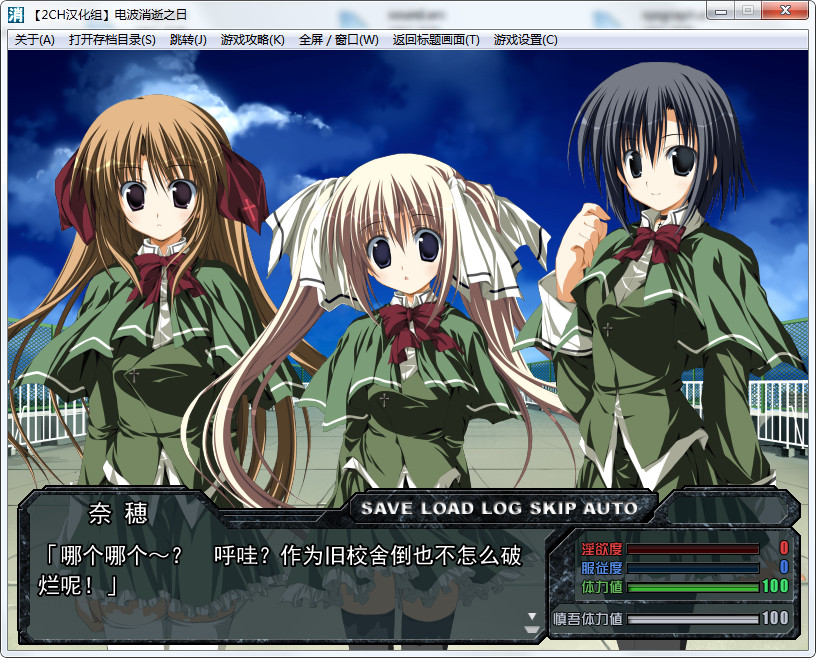 消 【2CH汉化组】电波消逝之日
关于(A) 打开存档目录(S) 跳转(J) 游戏攻略(K) 全屏 / 窗口(W) 返回标题画面(T) 游戏设置(C)
奈 穂
SAVE LOAD LOG SKIP AUTO
「哪个哪个～? 呼哇? 作为旧校舍倒也不怎么破
烂呢! 」
淫欲度 0
服従度 0
体力値 100
慎吾体力値 100